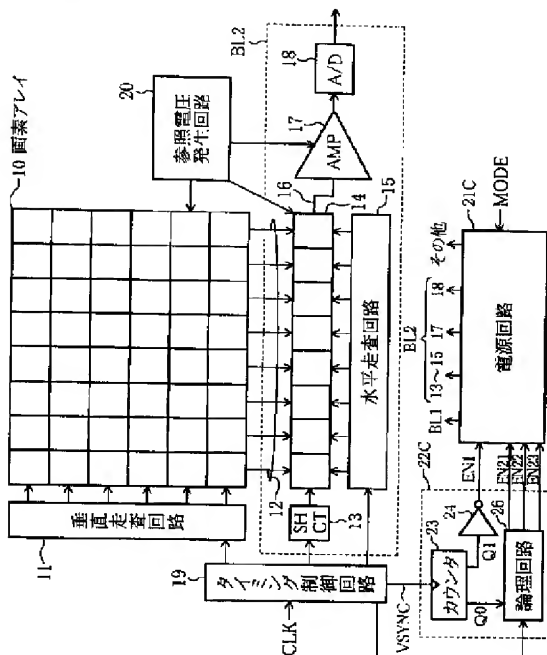 10 画素アレイ
20
参照電圧
発生回路
BL2
18
A/D
17
AMP
16
14
15
水平走査回路
垂直走査回路
11
12
SH
CT
13
19
タイミング制御回路
CLK
VSYNC
22C
23
カウンタ
24
Q1
Q0
26
論理回路
EN1
EN21
EN22
EN23
BL2
BL1
13~15
17
18
その他
21C
電源回路
MODE